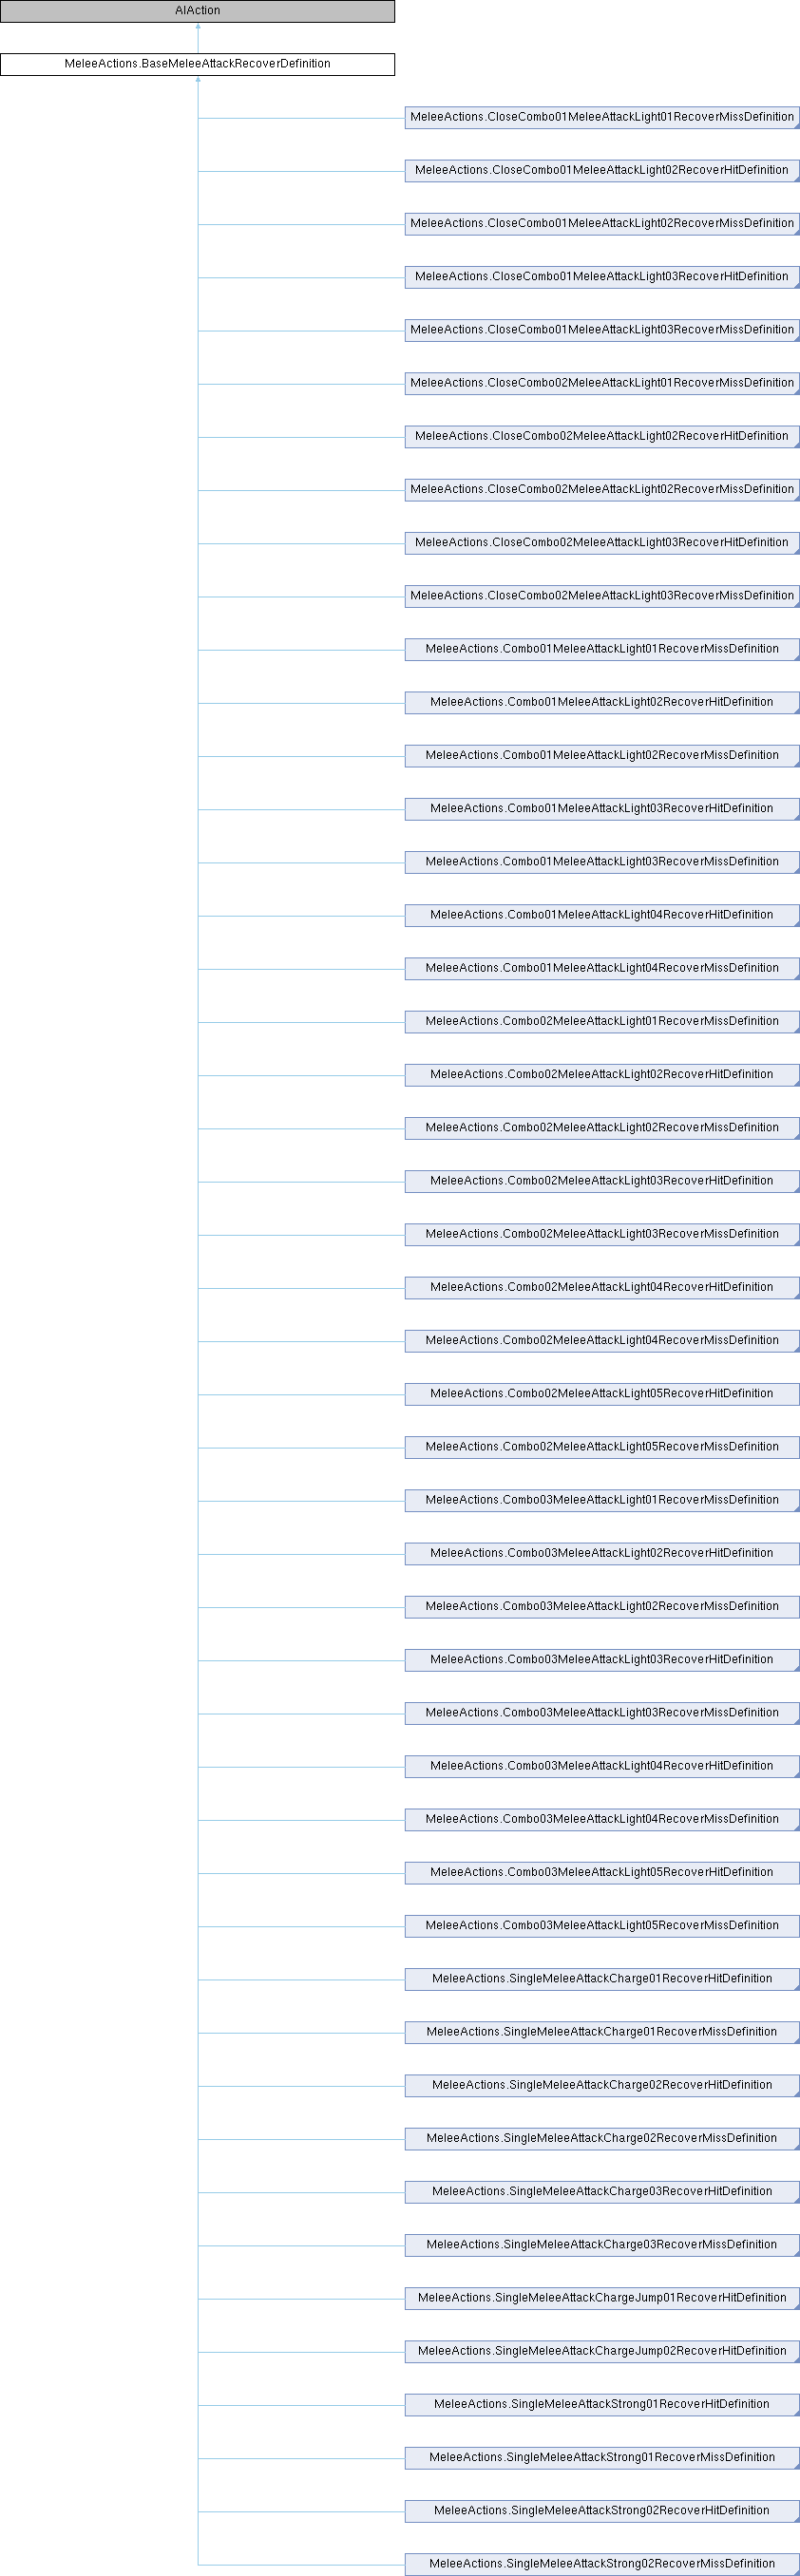 AIAction
MeleeActions.BaseMeleeAttackRecoverDefinition
MeleeActions.CloseCombo01MeleeAttackLight01RecoverMissDefinition
MeleeActions.CloseCombo01MeleeAttackLight02RecoverHitDefinition
MeleeActions.CloseCombo01MeleeAttackLight02RecoverMissDefinition
MeleeActions.CloseCombo01MeleeAttackLight03RecoverHitDefinition
MeleeActions.CloseCombo01MeleeAttackLight03RecoverMissDefinition
MeleeActions.CloseCombo02MeleeAttackLight01RecoverMissDefinition
MeleeActions.CloseCombo02MeleeAttackLight02RecoverHitDefinition
MeleeActions.CloseCombo02MeleeAttackLight02RecoverMissDefinition
MeleeActions.CloseCombo02MeleeAttackLight03RecoverHitDefinition
MeleeActions.CloseCombo02MeleeAttackLight03RecoverMissDefinition
MeleeActions.Combo01MeleeAttackLight01RecoverMissDefinition
MeleeActions.Combo01MeleeAttackLight02RecoverHitDefinition
MeleeActions.Combo01MeleeAttackLight02RecoverMissDefinition
MeleeActions.Combo01MeleeAttackLight03RecoverHitDefinition
MeleeActions.Combo01MeleeAttackLight03RecoverMissDefinition
MeleeActions.Combo01MeleeAttackLight04RecoverHitDefinition
MeleeActions.Combo01MeleeAttackLight04RecoverMissDefinition
MeleeActions.Combo02MeleeAttackLight01RecoverMissDefinition
MeleeActions.Combo02MeleeAttackLight02RecoverHitDefinition
MeleeActions.Combo02MeleeAttackLight02RecoverMissDefinition
MeleeActions.Combo02MeleeAttackLight03RecoverHitDefinition
MeleeActions.Combo02MeleeAttackLight03RecoverMissDefinition
MeleeActions.Combo02MeleeAttackLight04RecoverHitDefinition
MeleeActions.Combo02MeleeAttackLight04RecoverMissDefinition
MeleeActions.Combo02MeleeAttackLight05RecoverHitDefinition
MeleeActions.Combo02MeleeAttackLight05RecoverMissDefinition
MeleeActions.Combo03MeleeAttackLight01RecoverMissDefinition
MeleeActions.Combo03MeleeAttackLight02RecoverHitDefinition
MeleeActions.Combo03MeleeAttackLight02RecoverMissDefinition
MeleeActions.Combo03MeleeAttackLight03RecoverHitDefinition
MeleeActions.Combo03MeleeAttackLight03RecoverMissDefinition
MeleeActions.Combo03MeleeAttackLight04RecoverHitDefinition
MeleeActions.Combo03MeleeAttackLight04RecoverMissDefinition
MeleeActions.Combo03MeleeAttackLight05RecoverHitDefinition
MeleeActions.Combo03MeleeAttackLight05RecoverMissDefinition
MeleeActions.SingleMeleeAttackCharge01RecoverHitDefinition
MeleeActions.SingleMeleeAttackCharge01RecoverMissDefinition
MeleeActions.SingleMeleeAttackCharge02RecoverHitDefinition
MeleeActions.SingleMeleeAttackCharge02RecoverMissDefinition
MeleeActions.SingleMeleeAttackCharge03RecoverHitDefinition
MeleeActions.SingleMeleeAttackCharge03RecoverMissDefinition
MeleeActions.SingleMeleeAttackChargeJump01RecoverHitDefinition
MeleeActions.SingleMeleeAttackChargeJump02RecoverHitDefinition
MeleeActions.SingleMeleeAttackStrong01RecoverHitDefinition
MeleeActions.SingleMeleeAttackStrong01RecoverMissDefinition
MeleeActions.SingleMeleeAttackStrong02RecoverHitDefinition
MeleeActions.SingleMeleeAttackStrong02RecoverMissDefinition